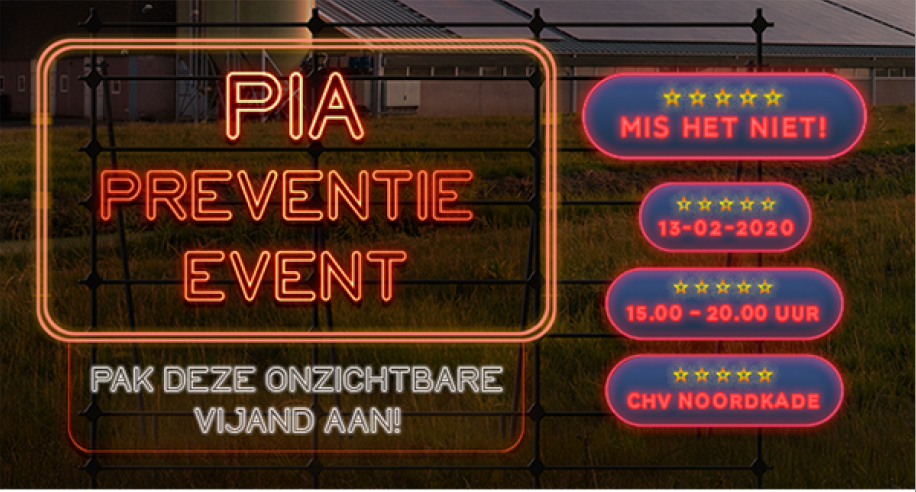 PIA
PREVENTIE
EVENT
PAK DEZE ONZICHTBARE
VIJAND AAN!
MIS HET NIET!
13-02-2020
15.00 - 20.00 UUR
CHV NOORDKADE